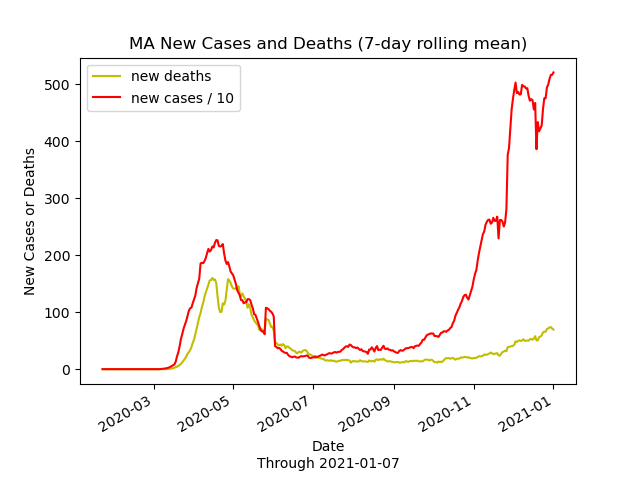 MA New Cases and Deaths (7-day rolling mean)
new deaths
new cases / 10
New Cases or Deaths
500
400
300
200
100
0
2020-03
2020-05
2020-07
2020-09
2020-11
2021-01
Date
Through 2021-01-07